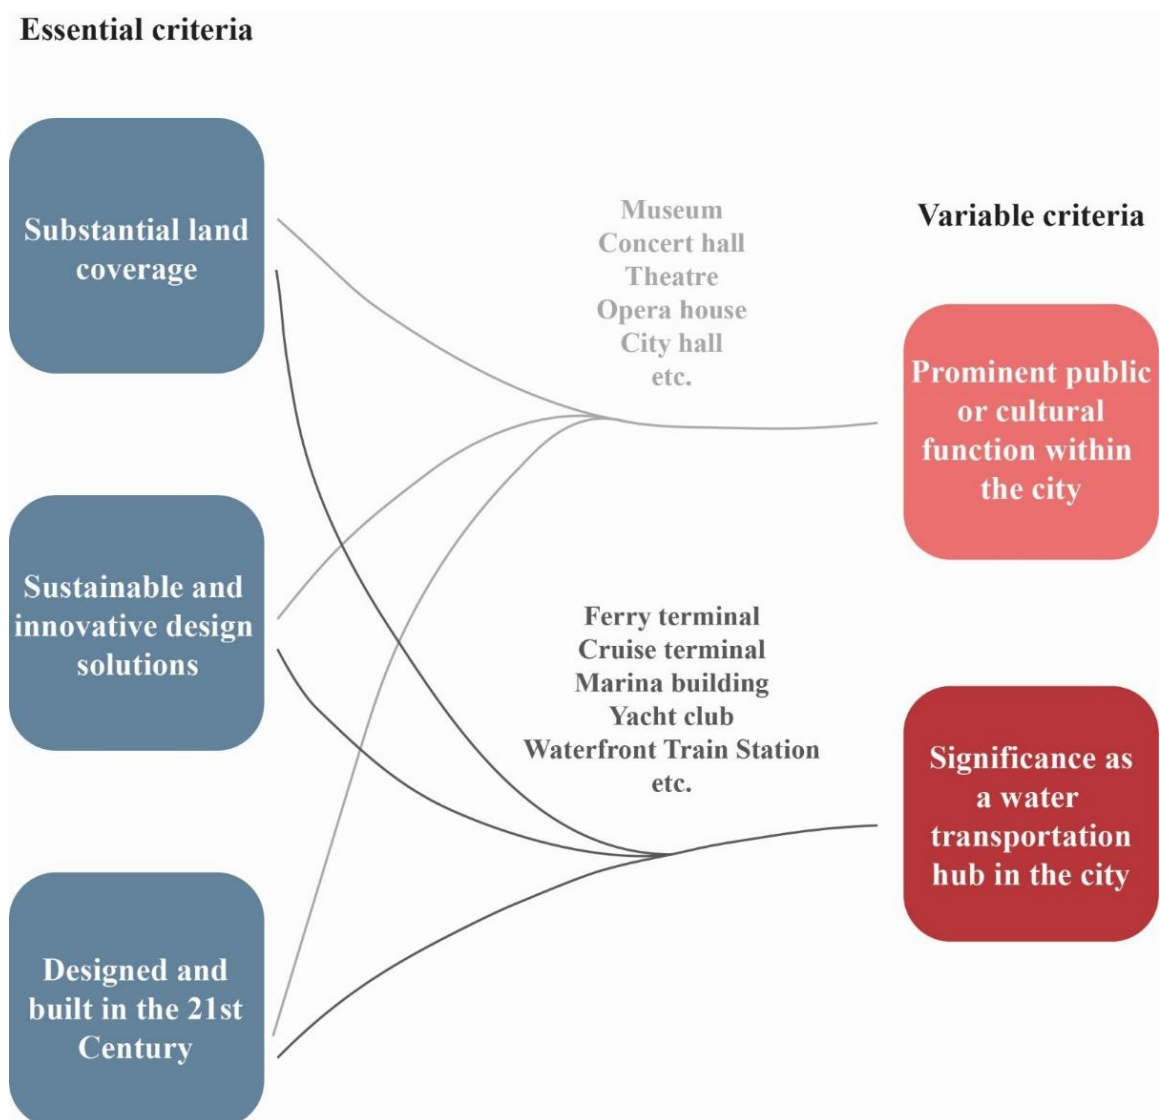 Essential criteria
Substantial land
coverage
Sustainable and
innovative design
solutions
Designed and
built in the 21st
Century
Museum
Concert hall
Theatre
Opera house
City hall
etc.
Ferry terminal
Cruise terminal
Marina building
Yacht club
Waterfront Train Station
etc.
Variable criteria
Prominent public
or cultural
function within
the city
Significance as
a water
transportation
hub in the city